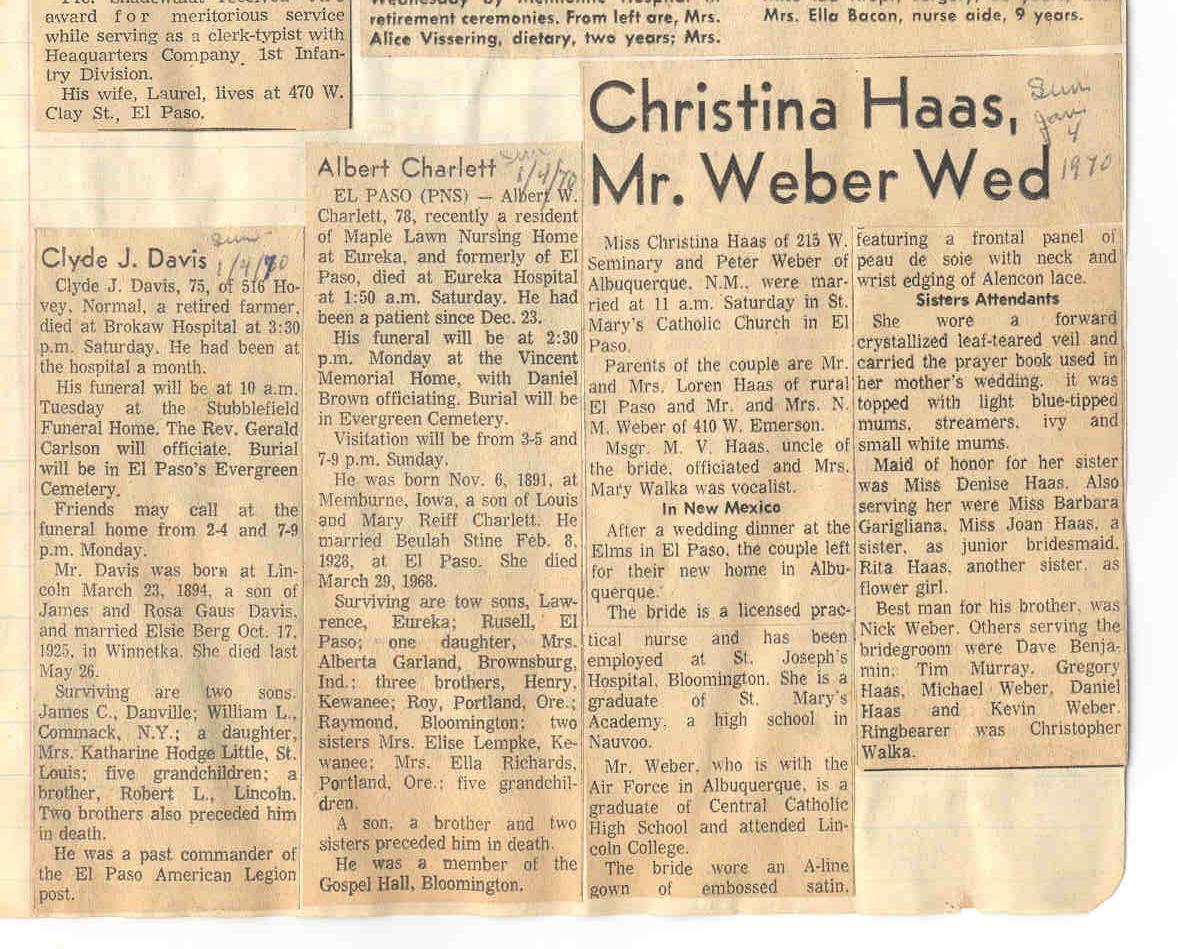 award for meritorious service
while serving as a clerk-typist with
Heaquarters Company, 1st Infan-
try Division.
His wife, Laurel, lives at 470 W.
Clay St., El Paso.
retirement ceremonies. From left are, Mrs.
Alice Vissering, dietary, two years; Mrs.
Mrs. Ella Bacon, nurse aide, 9 years.
Clyde J. Davis
Sun
1/4/70
Clyde J. Davis, 75, of 516 Ho-
vey, Normal, a retired farmer,
died at Brokaw Hospital at 3:30
p.m. Saturday. He had been at
the hospital a month.
His funeral will be at 10 a.m.
Tuesday at the Stubblefield
Funeral Home. The Rev. Gerald
Carlson will officiate. Burial
will be in El Paso's Evergreen
Cemetery.
Friends may call at the
funeral home from 2-4 and 7-9
p.m. Monday.
Mr. Davis was born at Lin-
coln March 23, 1894, a son of
James and Rosa Gaus Davis,
and married Elsie Berg Oct. 17,
1925, in Winnetka. She died last
May 26.
Surviving are two sons.
James C., Danville; William L.,
Commack, N.Y.; a daughter,
Mrs. Katharine Hodge Little, St.
Louis; five grandchildren; a
brother, Robert L., Lincoln.
Two brothers also preceded him
in death.
He was a past commander of
the El Paso American Legion
post.
Albert Charlett
Sun
1/4/70
EL PASO (PNS) — Albert W.
Charlett, 78, recently a resident
of Maple Lawn Nursing Home
at Eureka, and formerly of El
Paso, died at Eureka Hospital
at 1:50 a.m. Saturday. He had
been a patient since Dec. 23.
His funeral will be at 2:30
p.m. Monday at the Vincent
Memorial Home, with Daniel
Brown officiating. Burial will be
in Evergreen Cemetery.
Visitation will be from 3-5 and
7-9 p.m. Sunday.
He was born Nov. 6, 1891, at
Memburne, Iowa, a son of Louis
and Mary Reiff Charlett. He
married Beulah Stine Feb. 8,
1928, at El Paso. She died
March 29, 1968.
Surviving are tow sons, Law-
rence, Eureka; Rusell, El
Paso; one daughter, Mrs.
Alberta Garland, Brownsburg,
Ind.; three brothers, Henry,
Kewanee; Roy, Portland, Ore.;
Raymond, Bloomington; two
sisters Mrs. Elise Lempke, Ke-
wanee; Mrs. Ella Richards,
Portland, Ore.; five grandchil-
dren.
A son, a brother and two
sisters preceded him in death.
He was a member of the
Gospel Hall, Bloomington.
Christina Haas,
Mr. Weber Wed
Sun
Jan
4
1970
Miss Christina Haas of 215 W.
Seminary and Peter Weber of
Albuquerque, N.M., were mar-
ried at 11 a.m. Saturday in St.
Mary's Catholic Church in El
Paso.
Parents of the couple are Mr.
and Mrs. Loren Haas of rural
El Paso and Mr. and Mrs. N.
M. Weber of 410 W. Emerson.
Msgr. M. V. Haas, uncle of
the bride, officiated and Mrs.
Mary Walka was vocalist.
In New Mexico
After a wedding dinner at the
Elms in El Paso, the couple left
for their new home in Albu-
querque.
The bride is a licensed prac-
tical nurse and has been
employed at St. Joseph's
Hospital, Bloomington. She is a
graduate of St. Mary's
Academy, a high school in
Nauvoo.
Mr. Weber, who is with the
Air Force in Albuquerque, is a
graduate of Central Catholic
High School and attended Lin-
coln College.
The bride wore an A-line
gown of embossed satin,
featuring a frontal panel of
peau de soie with neck and
wrist edging of Alencon lace.
Sisters Attendants
She wore a forward
crystallized leaf-teared veil and
carried the prayer book used in
her mother's wedding. it was
topped with light blue-tipped
mums, streamers, ivy and
small white mums.
Maid of honor for her sister
was Miss Denise Haas. Also
serving her were Miss Barbara
Garigliana, Miss Joan Haas, a
sister, as junior bridesmaid.
Rita Haas, another sister, as
flower girl.
Best man for his brother, was
Nick Weber. Others serving the
bridegroom were Dave Benja-
min, Tim Murray, Gregory
Haas, Michael Weber, Daniel
Haas and Kevin Weber.
Ringbearer was Christopher
Walka.